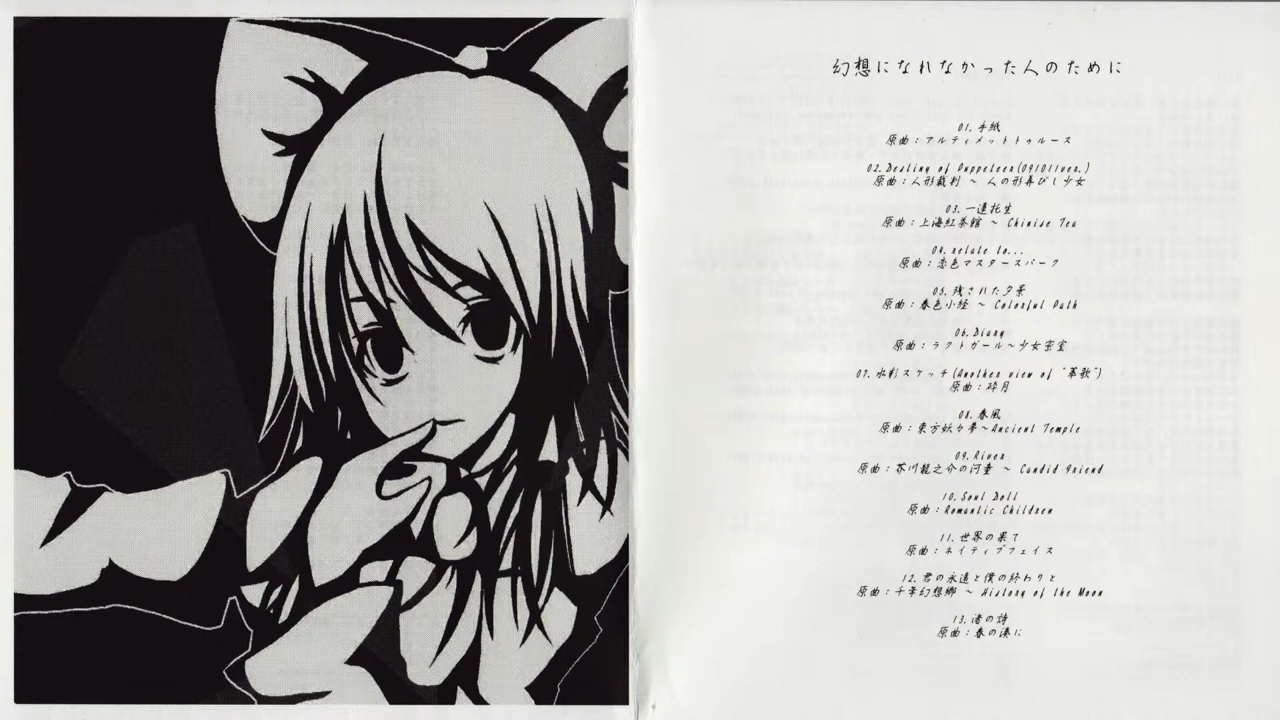 幻想になれなかった人のために
01.手紙
原曲：アルティメットトゥルース
02.Destiny of Puppeteer(091011ver.)
原曲：人形裁判 ～ 人の形弄びし少女
03.一蓮托生
原曲：上海紅茶館 ～ Chinise Tea
04.relate to...
原曲：恋色マスタースパーク
05.残された夕景
原曲：春色小径 ～ Colorful Path
06.Diary
原曲：ラクトガール～少女密室
07.水彩スケッチ(Another view of "華歌")
原曲：砕月
08.春風
原曲：東方妖々夢～Ancient Temple
09.River
原曲：芥川龍之介の河童 ～ Candid Friend
10.Soul Doll
原曲：Romantic Children
11.世界の果て
原曲：ネイティブフェイス
12.君の永遠と僕の終わりと
原曲：千年幻想郷 ～ History of the Moon
13.渚の詩
原曲：春の湊に